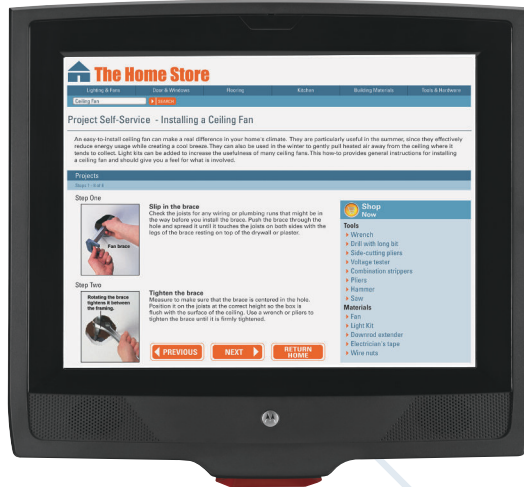 The Home Store
Lighting & Fans Door & Windows Flooring Kitchen Building Materials Tools & Hardware
Ceiling Fan SEARCH
Project Self-Service - Installing a Ceiling Fan
An easy-to-install ceiling fan can make a real difference in your home's climate. They are particularly useful in the summer, since they effectively
reduce energy usage while creating a cool breeze. They can also be used in the winter to gently pull heated air away from the ceiling where it
tends to collect. Light kits can be added to increase the usefulness of many ceiling fans. This how-to provides general instructions for installing
a ceiling fan and should give you a feel for what is involved.
Projects
Step One
Fan brace
Slip in the brace
Check the joists for any wiring or plumbing runs that might be in
the way before you install the brace. Push the brace through the
hole and spread it until it touches the joists on both sides with the
legs of the brace resting on top of the drywall or plaster.
Step Two
Rotating the brace
tightens it between
the framing.
Tighten the brace
Measure to make sure that the brace is centered in the hole.
Position it on the joists at the correct height so the box is
flush with the surface of the ceiling. Use a wrench or pliers to
tighten the brace until it is firmly tightened.
PREVIOUS NEXT RETURN
HOME
Shop
Now
Tools
Wrench
Drill with long bit
Side-cutting pliers
Voltage tester
Combination strippers
Pliers
Hammer
Saw
Materials
Fan
Light Kit
Downrod extender
Electrician's tape
Wire nuts